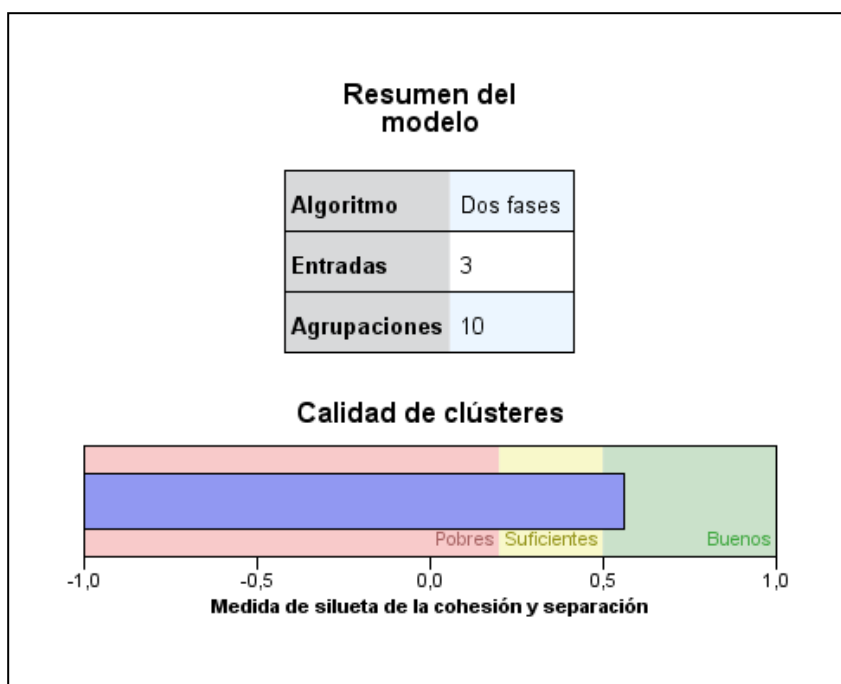 Resumen del
modelo
Algoritmo Dos fases
Entradas 3
Agrupaciones 10
Calidad de clústeres
Pobres Suficientes Buenos
-1,0 -0,5 0,0 0,5 1,0
Medida de silueta de la cohesión y separación